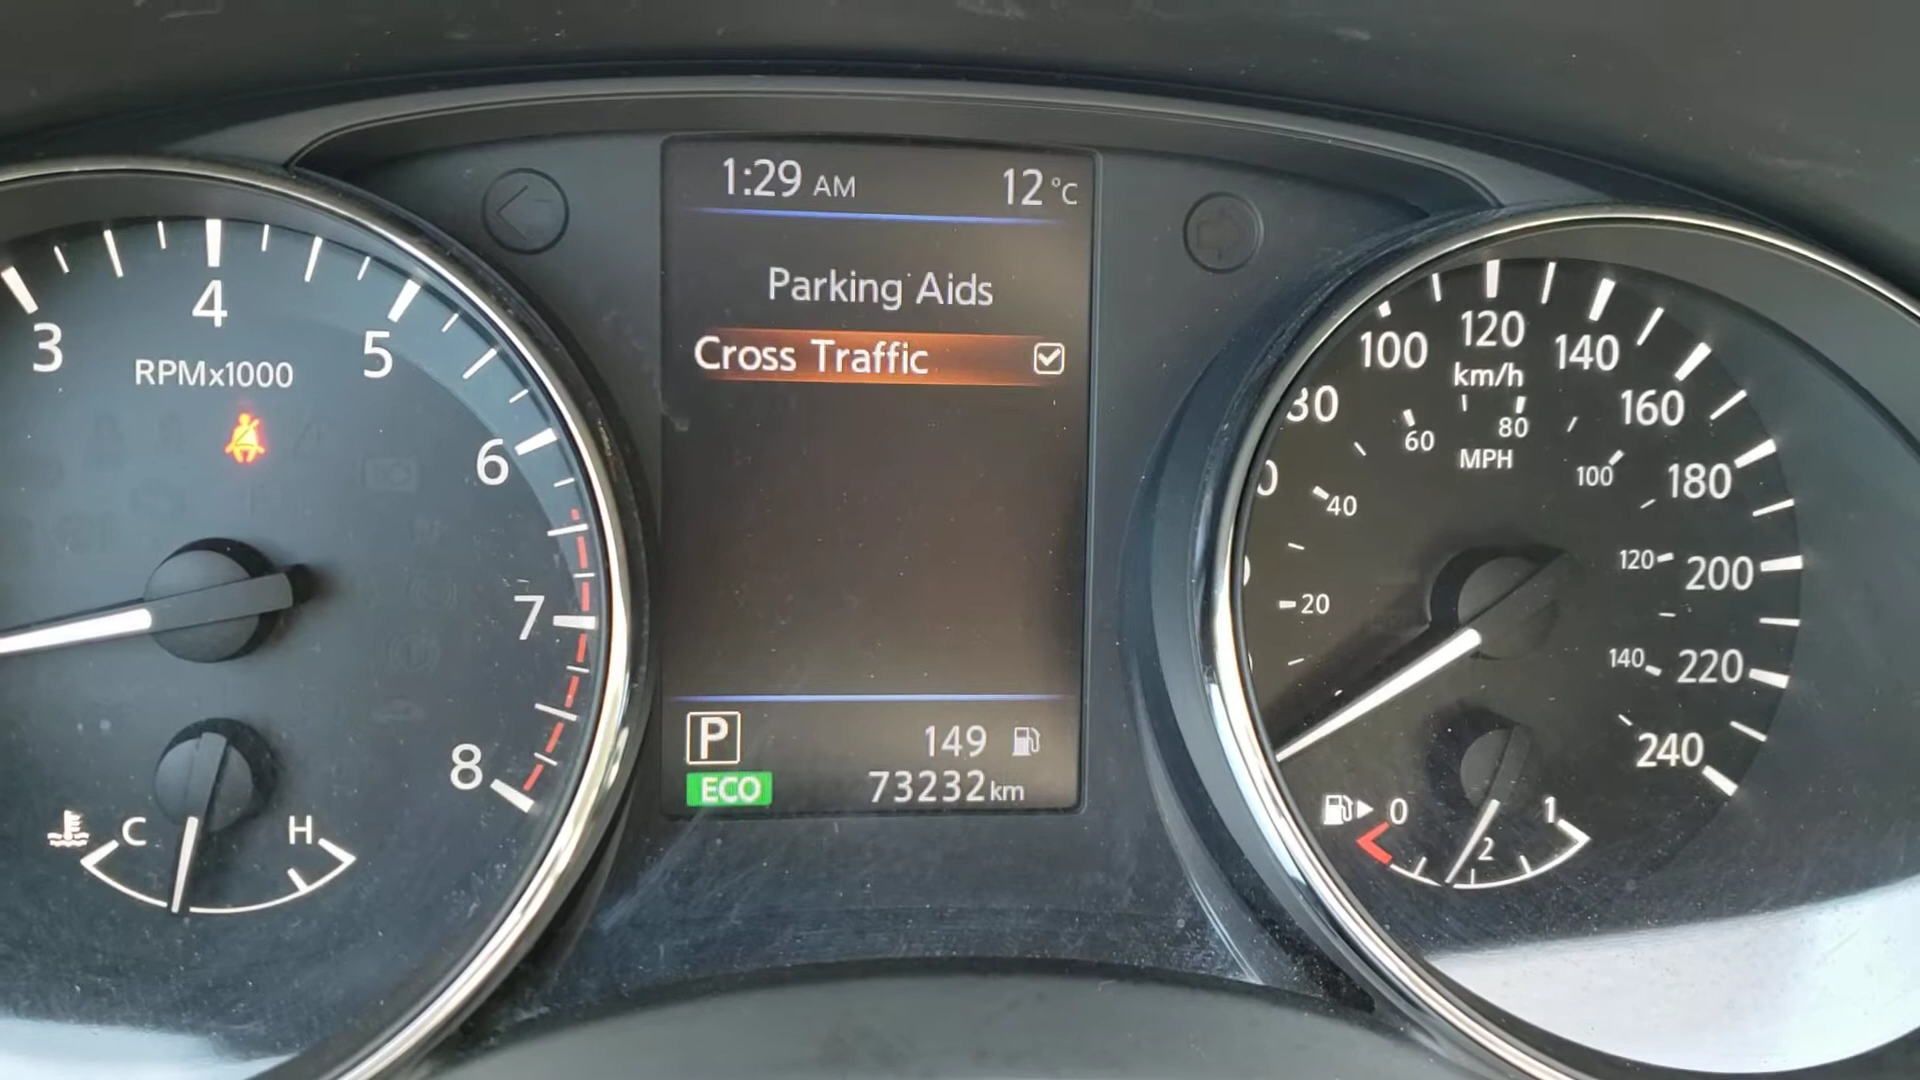 1:29 AM 12 °C
Parking Aids
Cross Traffic
P 149
ECO 73232 km
3 4 5 6 7 8
RPMx1000
C H
100 120 140 160 180 200 220 240
km/h
20 40 60 80 100 120 140
MPH
0 1/2 1